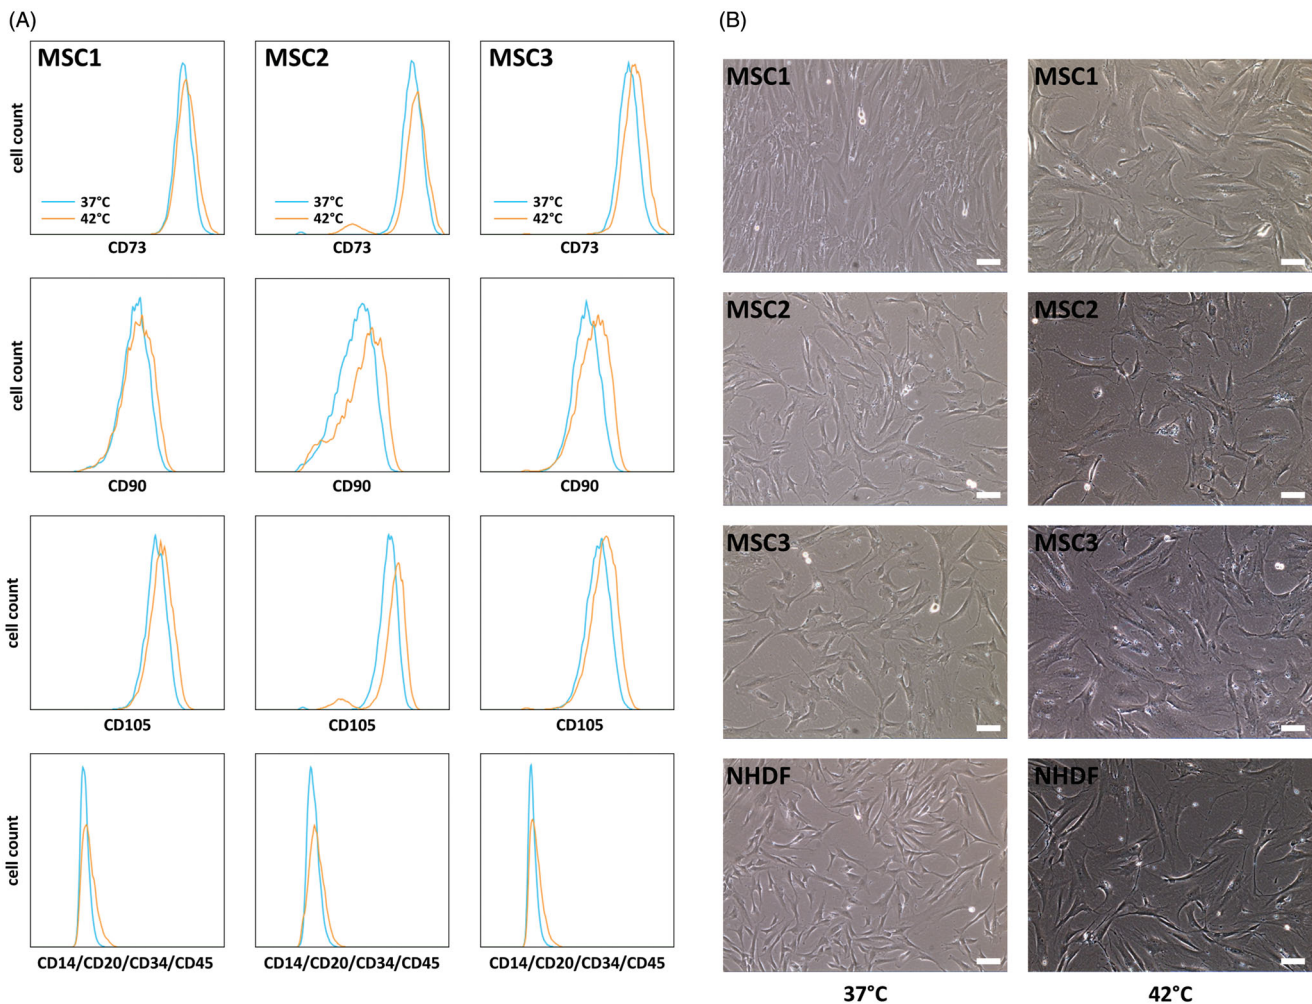 (A)
(B)
MSC1 MSC2 MSC3
cell count
37°C 37°C 37°C
42°C 42°C 42°C
CD73 CD73 CD73
cell count
CD90 CD90 CD90
cell count
CD105 CD105 CD105
cell count
CD14/CD20/CD34/CD45 CD14/CD20/CD34/CD45 CD14/CD20/CD34/CD45
MSC1 MSC1
MSC2 MSC2
MSC3 MSC3
NHDF NHDF
37°C 42°C